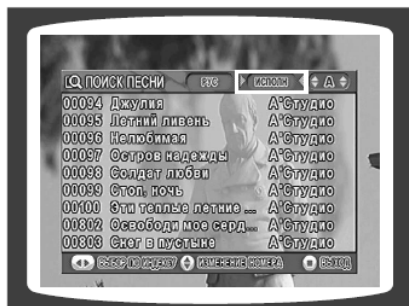 ПОИСК ПЕСНИ РУС ИСПОЛН А
00094 Джулия А'Студио
00095 Летний ливень А'Студио
00096 Нелюбимая А'Студио
00097 Остров надежды А'Студио
00098 Солдат любви А'Студио
00099 Стоп, ночь А'Студио
00100 Эти теплые летние ... А'Студио
00802 Освободи мое серд... А'Студио
00803 Снег в пустыне А'Студио
ВЫБОР ПО ИНДЕКСУ ИЗМЕНЕНИЕ НОМЕРА ВЫХОД